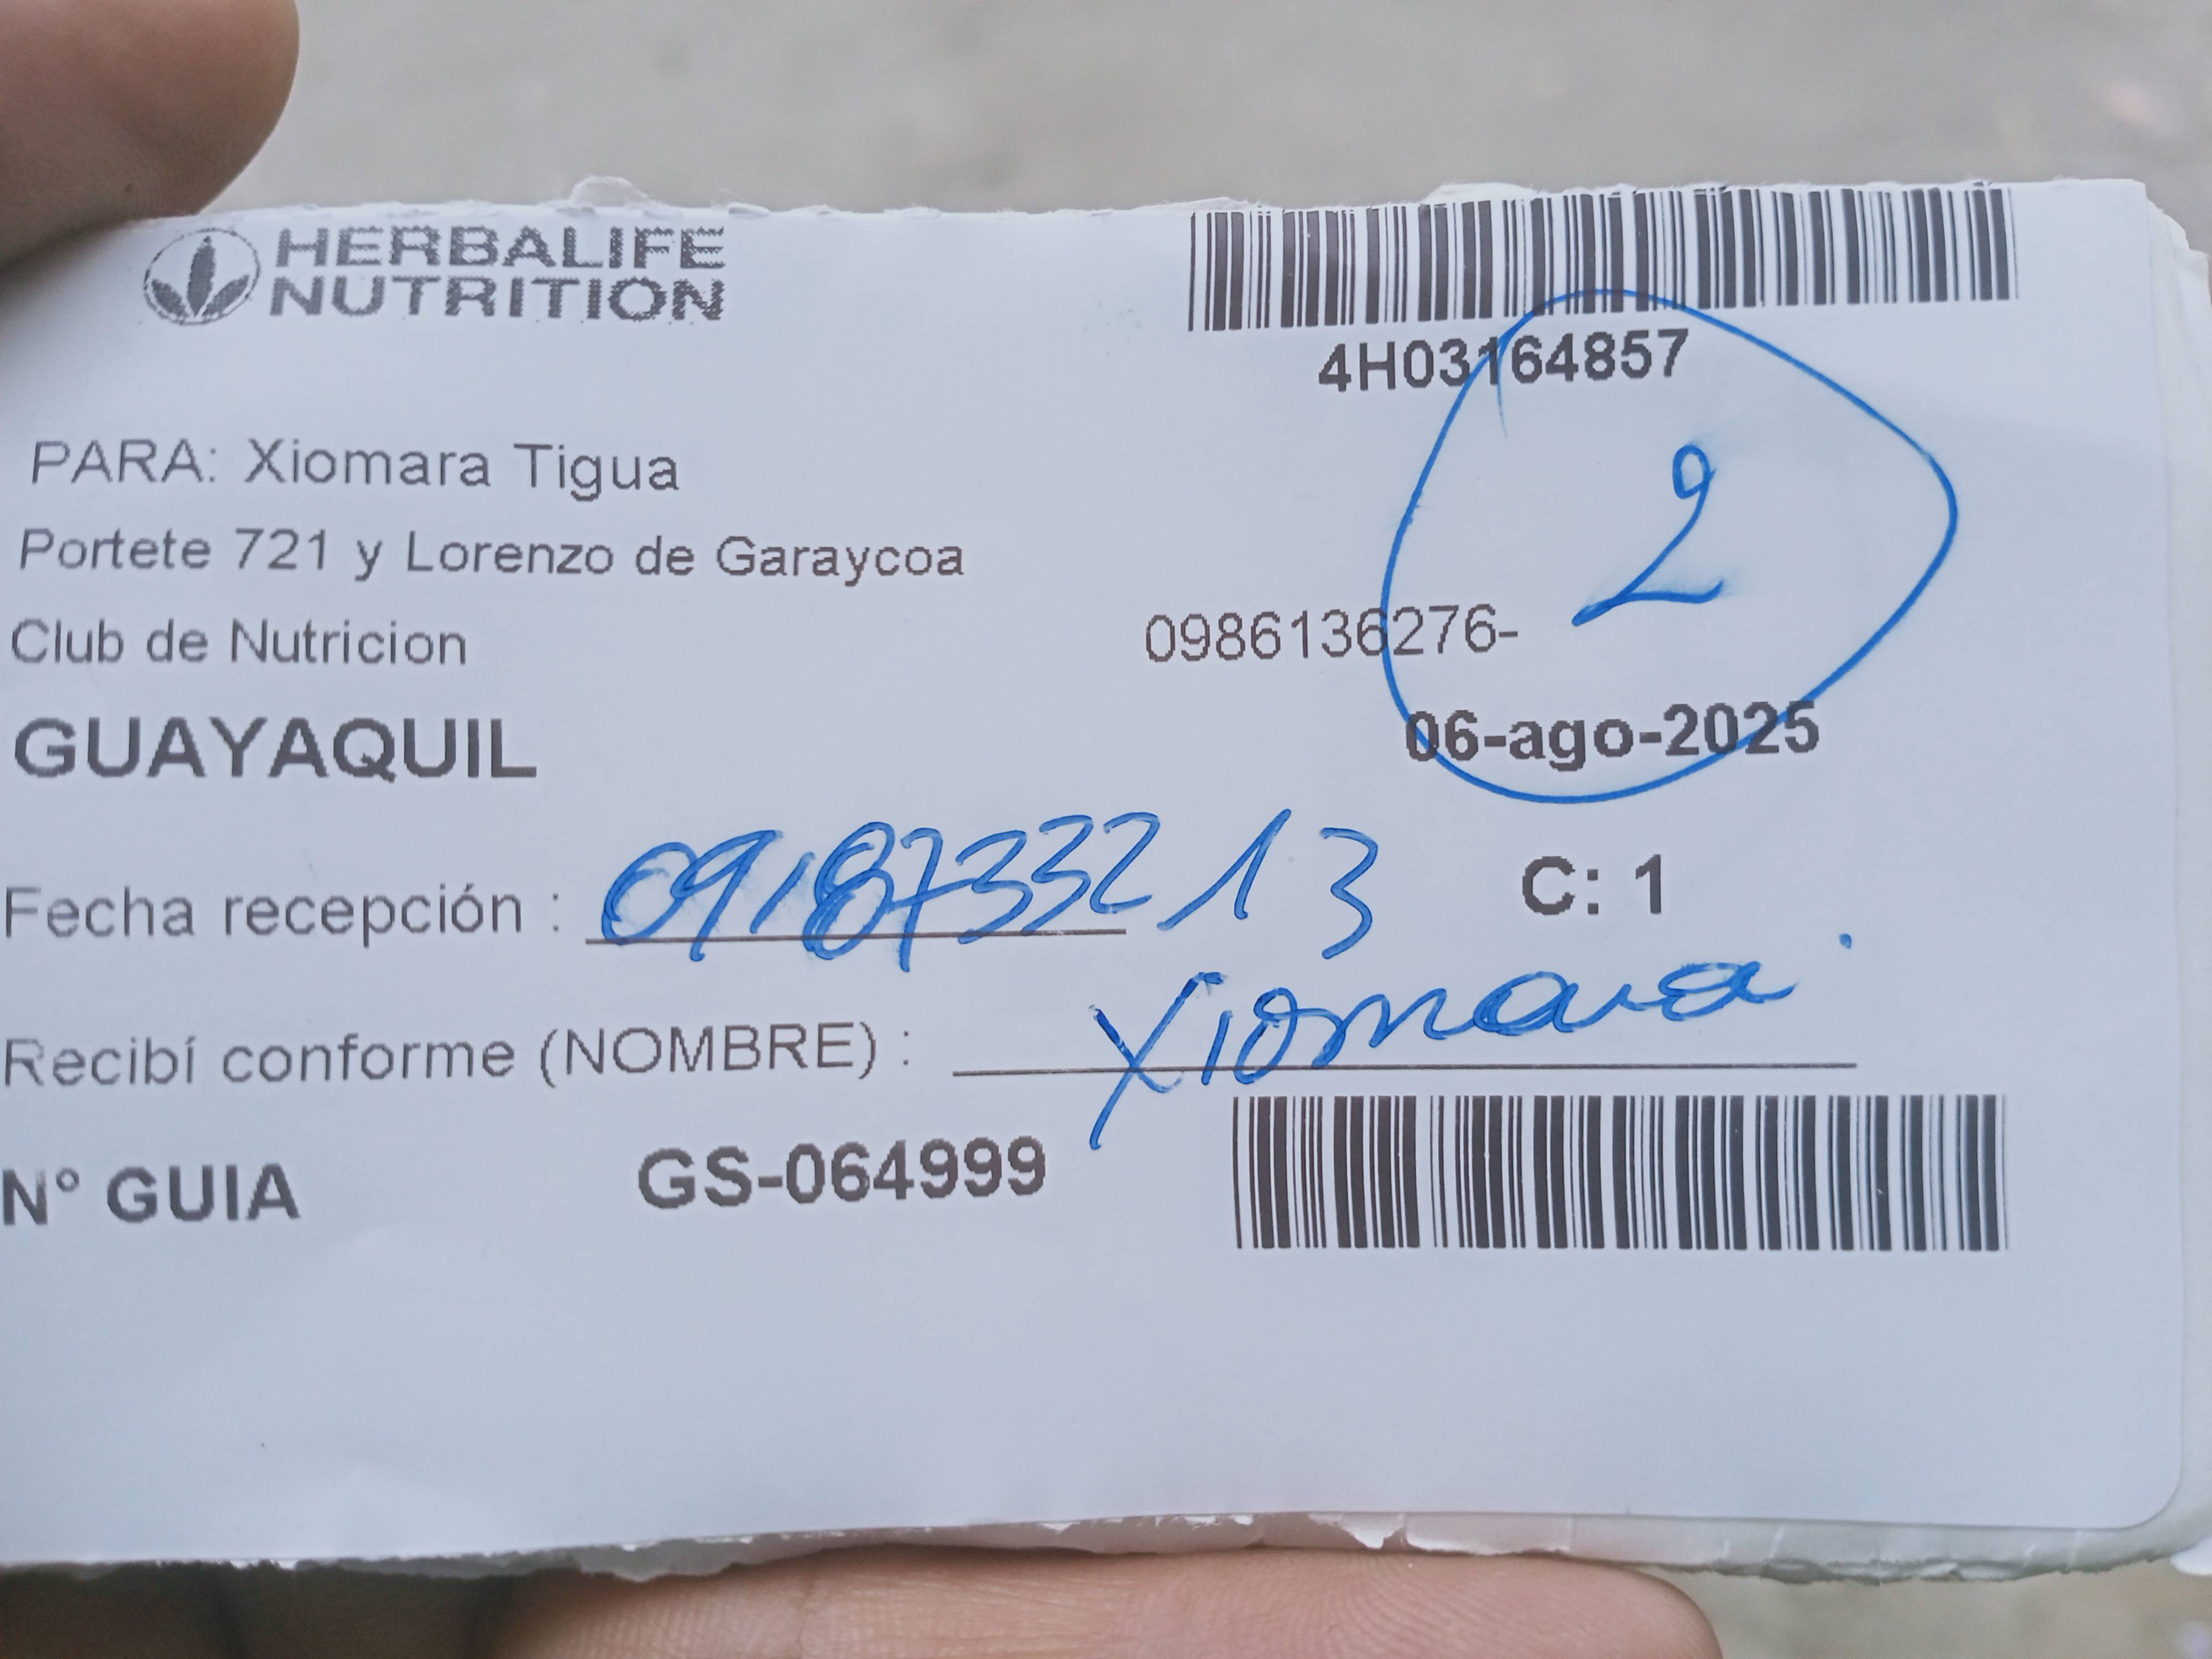 HERBALIFE
NUTRITION
4H03164857
2
PARA: Xiomara Tigua
Portete 721 y Lorenzo de Garaycoa
Club de Nutricion
0986136276-
GUAYAQUIL
06-ago-2025
Fecha recepción : 0918733213
C: 1
Recibí conforme (NOMBRE) : Xiomara
N° GUIA GS-064999